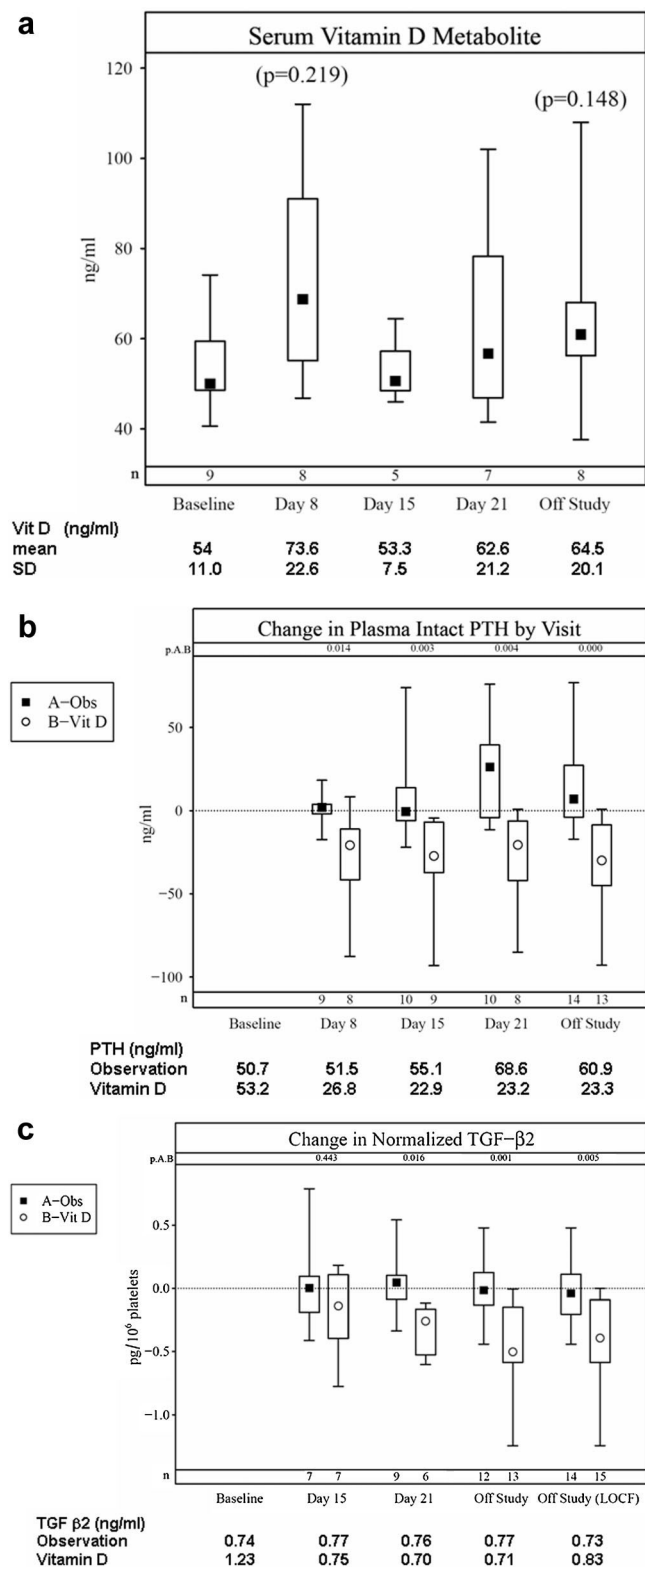 a
Serum Vitamin D Metabolite
(p=0.219)
(p=0.148)
120
100
80
60
40
ng/ml
n 9 8 5 7 8
Baseline Day 8 Day 15 Day 21 Off Study
Vit D (ng/ml)
mean 54 73.6 53.3 62.6 64.5
SD 11.0 22.6 7.5 21.2 20.1
b
Change in Plasma Intact PTH by Visit
p.A.B 0.014 0.003 0.004 0.000
A-Obs
B-Vit D
50
0
−50
−100
ng/ml
n 9 8 10 9 10 8 14 13
Baseline Day 8 Day 15 Day 21 Off Study
PTH (ng/ml)
Observation 50.7 51.5 55.1 68.6 60.9
Vitamin D 53.2 26.8 22.9 23.2 23.3
c
Change in Normalized TGF−β2
p.A.B 0.443 0.016 0.001 0.005
A−Obs
B−Vit D
0.5
0.0
−0.5
−1.0
pg/10⁶ platelets
n 7 7 9 6 12 13 14 15
Baseline Day 15 Day 21 Off Study Off Study (LOCF)
TGF β2 (ng/ml)
Observation 0.74 0.77 0.76 0.77 0.73
Vitamin D 1.23 0.75 0.70 0.71 0.83